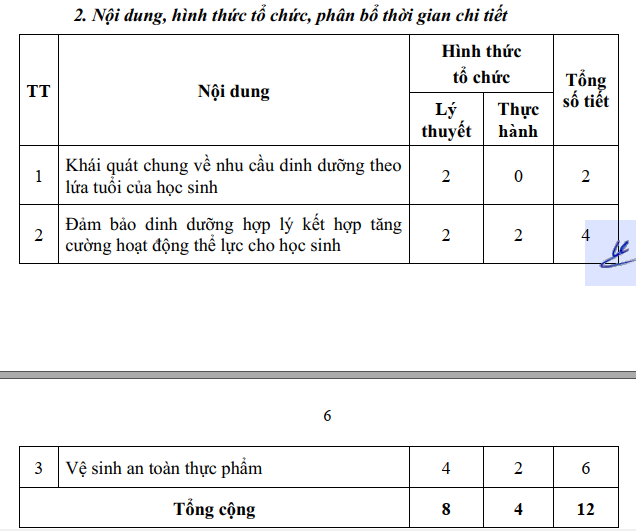 2. Nội dung, hình thức tổ chức, phân bổ thời gian chi tiết
TT
Nội dung
Hình thức
tổ chức
Tổng
số tiết
Lý
thuyết
Thực
hành
1
Khái quát chung về nhu cầu dinh dưỡng theo
lứa tuổi của học sinh
2
0
2
2
Đảm bảo dinh dưỡng hợp lý kết hợp tăng
cường hoạt động thể lực cho học sinh
2
2
4
6
3
Vệ sinh an toàn thực phẩm
4
2
6
Tổng cộng
8
4
12